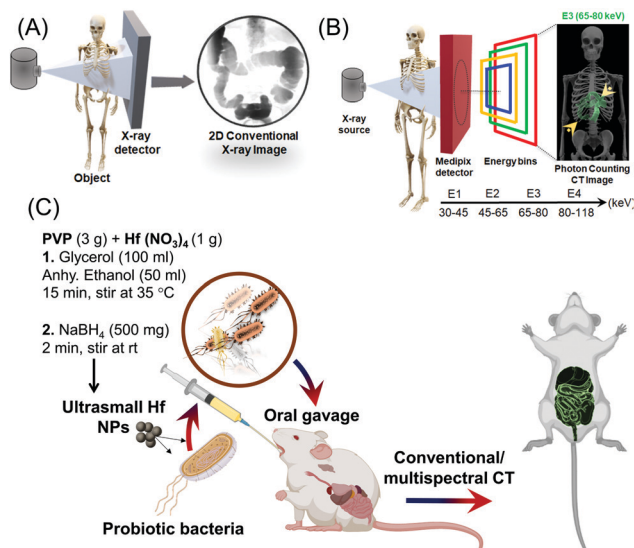 (A)
X-ray
detector
Object
2D Conventional
X-ray Image
(B)
E3 (65-80 keV)
X-ray
source
Medipix
detector
Energy bins
Photon Counting
CT Image
E1 E2 E3 E4
(keV)
30-45 45-65 65-80 80-118
(C)
PVP (3 g) + Hf (NO₃)₄ (1 g)
1. Glycerol (100 ml)
Anhy. Ethanol (50 ml)
15 min, stir at 35 °C
2. NaBH₄ (500 mg)
2 min, stir at rt
Ultrasmall Hf
NPs
Probiotic bacteria
Oral gavage
Conventional/
multispectral CT